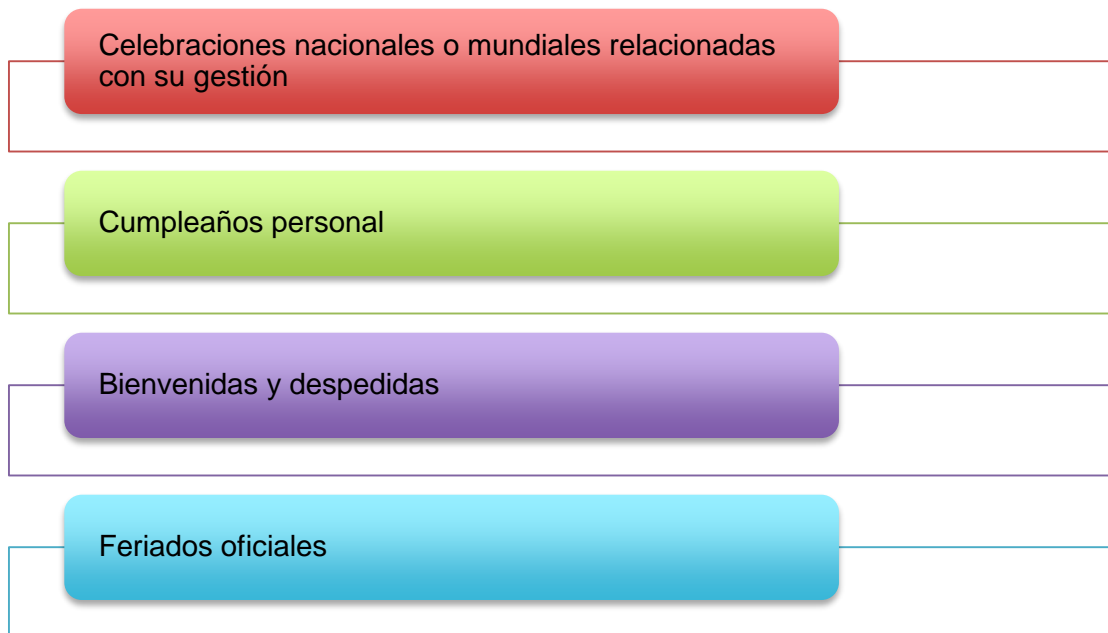 Celebraciones nacionales o mundiales relacionadas
con su gestión
Cumpleaños personal
Bienvenidas y despedidas
Feriados oficiales